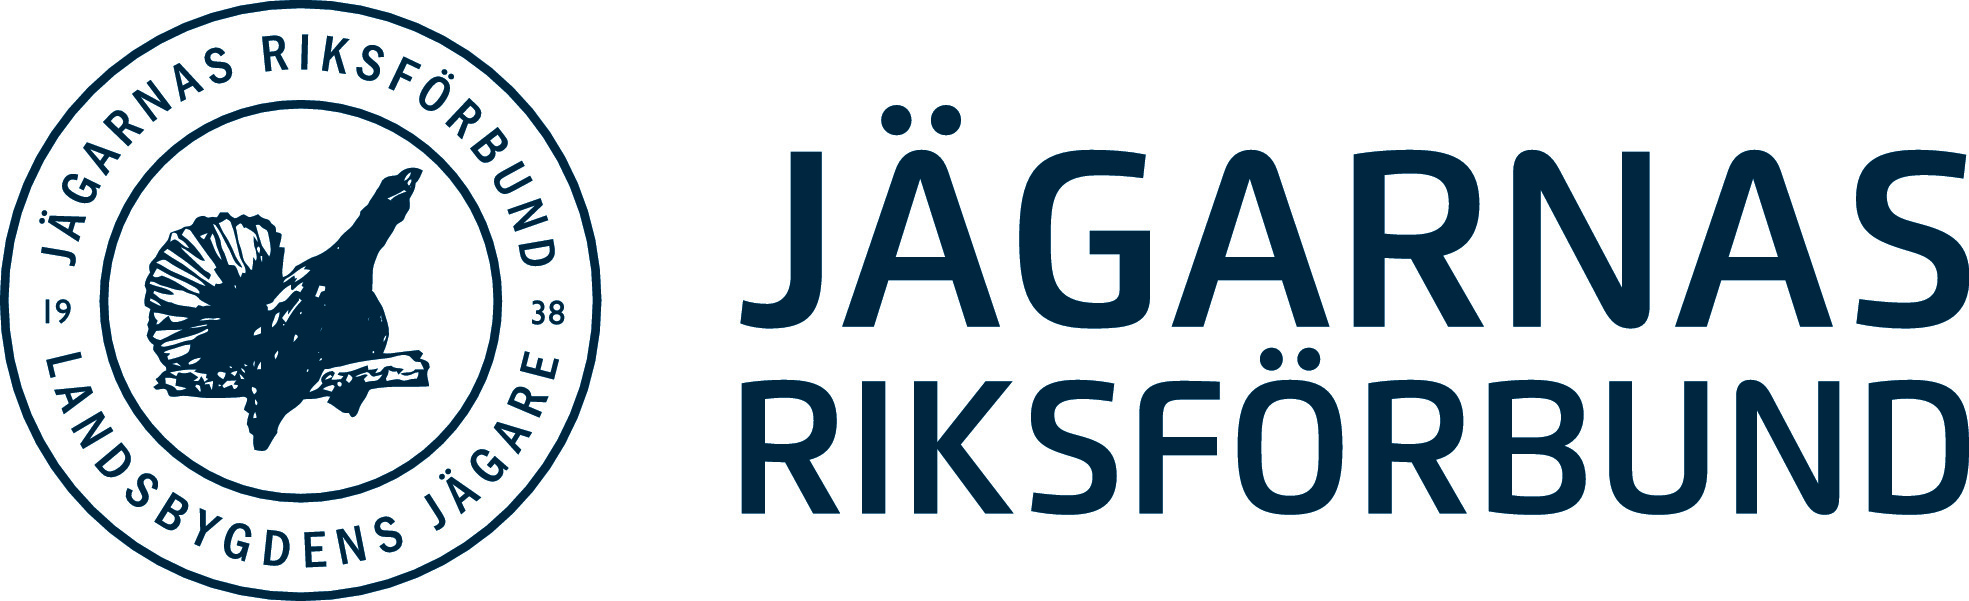 JÄGARNAS RIKSFÖRBUND
19 38
LANDSBYGDENS JÄGARE
JÄGARNAS
RIKSFÖRBUND